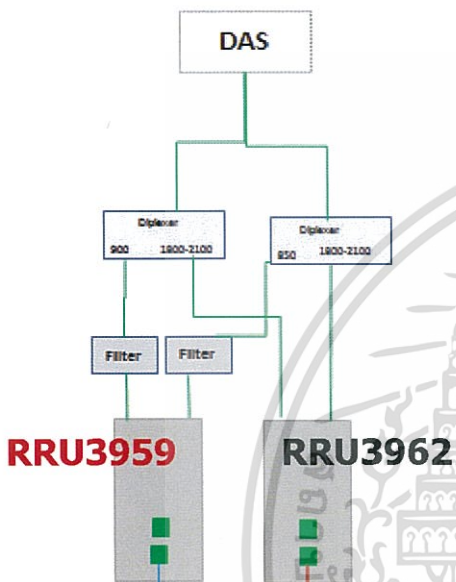 DAS
Diplexer
900 1800-2100
Diplexer
850 1800-2100
Filter
Filter
RRU3959
RRU3962